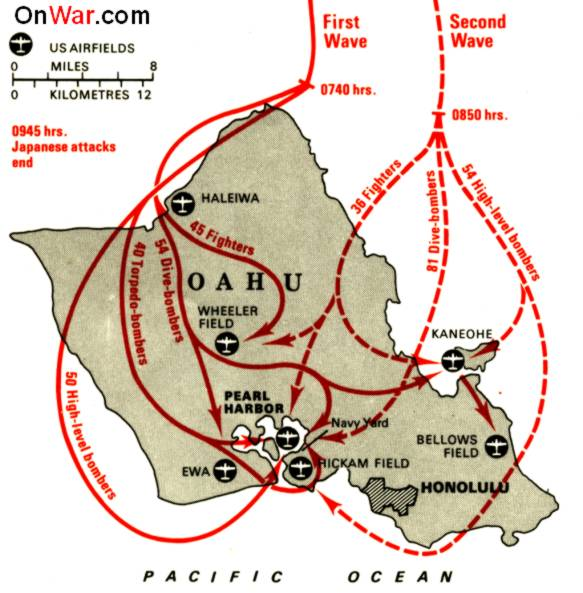 OnWar.com
US AIRFIELDS
0 MILES 8
0 KILOMETRES 12
0945 hrs.
Japanese attacks
end
First
Wave
Second
Wave
0740 hrs.
0850 hrs.
36 Fighters
81 Dive-bombers
54 High-level bombers
HALEIWA
45 Fighters
54 Dive-bombers
40 Torpedo-bombers
50 High-level bombers
OAHU
WHEELER
FIELD
KANEOHE
PEARL
HARBOR
Navy Yard
BELLOWS
FIELD
EWA
HICKAM FIELD
HONOLULU
PACIFIC OCEAN